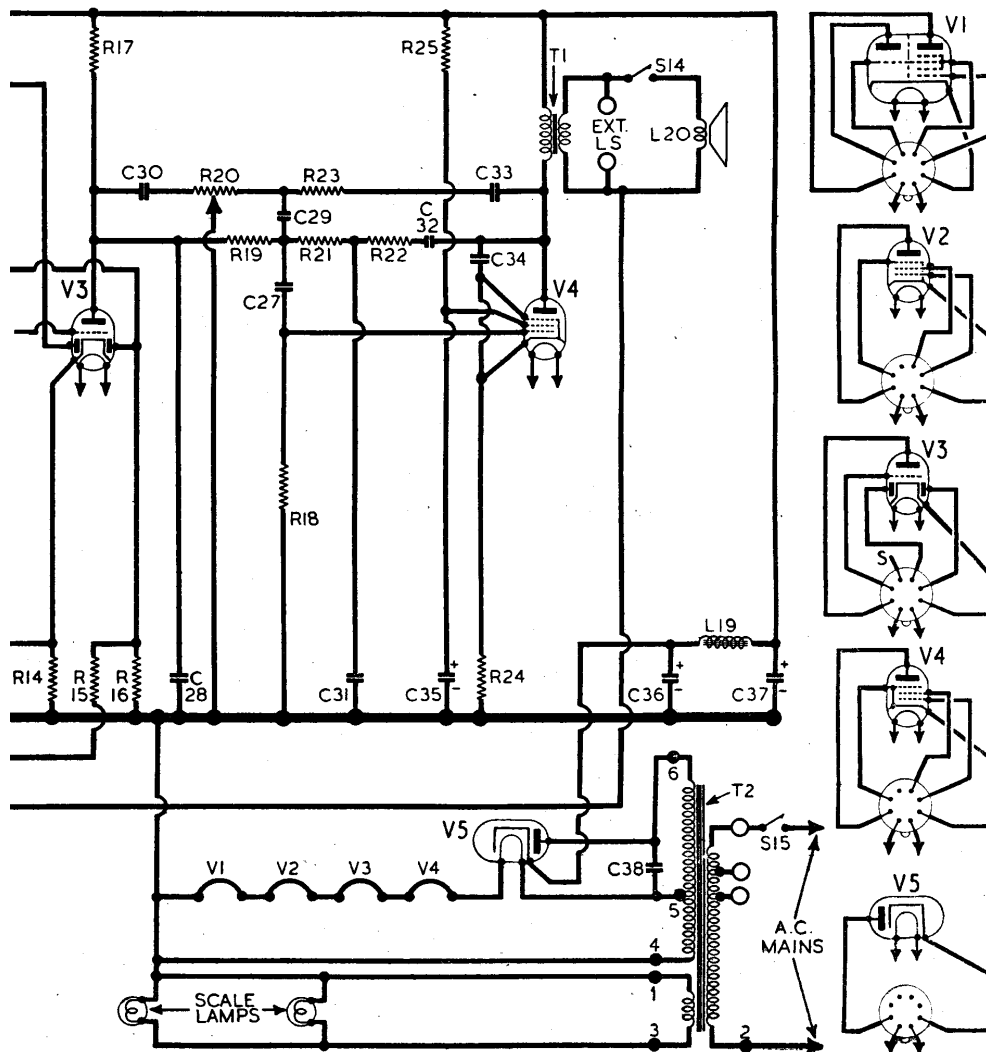 R17
R25
T1
S14
EXT.
LS
L20
V1
C30
R20
R23
C33
C29
C
32
R19
R21
R22
C34
V2
C27
V3
V4
V3
R18
S
L19
R14
R
15
R
16
C
28
C31
C35
+
-
R24
C36
+
-
C37
+
-
V4
6
T2
V5
S15
V1
V2
V3
V4
C38
5
V5
A.C.
MAINS
4
1
SCALE
LAMPS
3
2